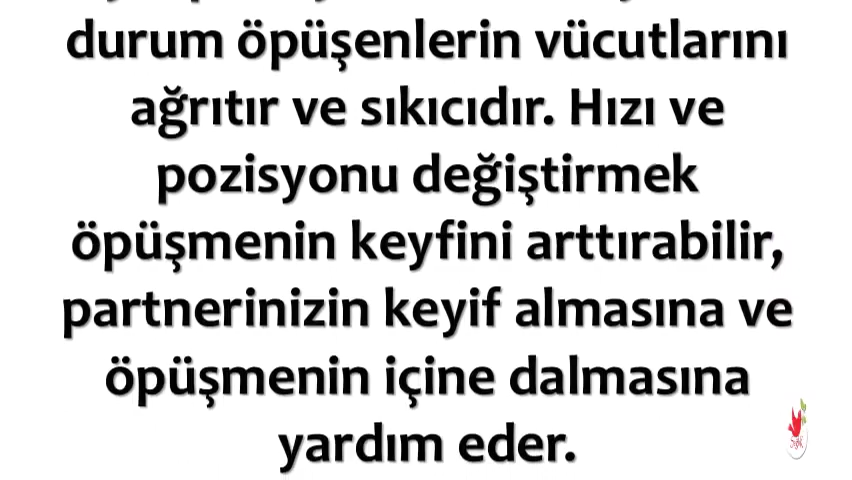 durum öpüşenlerin vücutlarını
ağrıtır ve sıkıcıdır. Hızı ve
pozisyonu değiştirmek
öpüşmenin keyfini arttırabilir,
partnerinizin keyif almasına ve
öpüşmenin içine dalmasına
yardım eder.